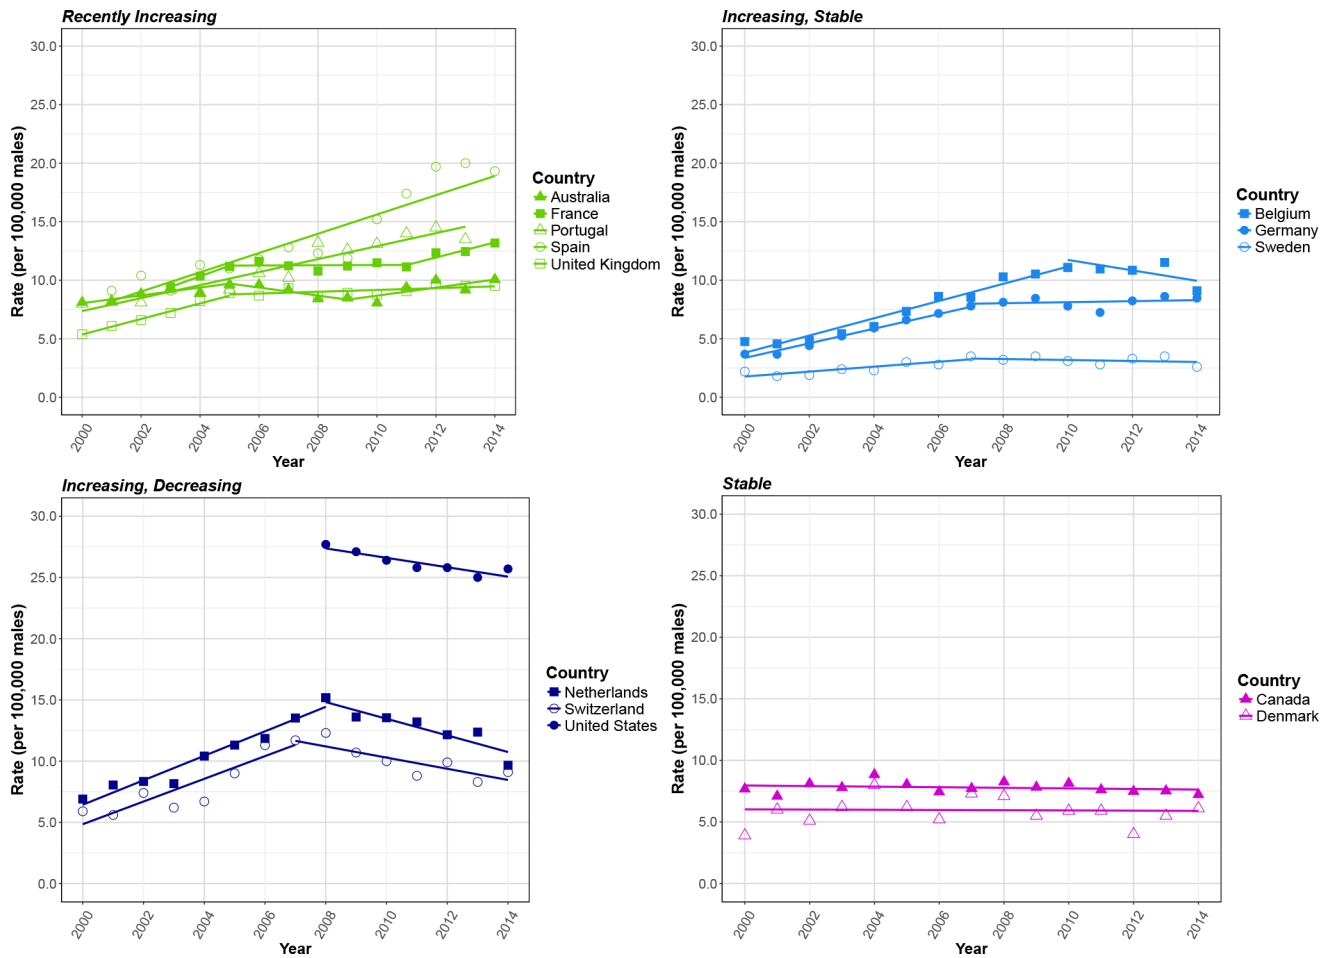 Recently Increasing
30.0
25.0
20.0
15.0
10.0
5.0
0.0
Rate (per 100,000 males)
2000
2002
2004
2006
2008
2010
2012
2014
Year
Country
Australia
France
Portugal
Spain
United Kingdom
Increasing, Stable
30.0
25.0
20.0
15.0
10.0
5.0
0.0
Rate (per 100,000 males)
2000
2002
2004
2006
2008
2010
2012
2014
Year
Country
Belgium
Germany
Sweden
Increasing, Decreasing
30.0
25.0
20.0
15.0
10.0
5.0
0.0
Rate (per 100,000 males)
2000
2002
2004
2006
2008
2010
2012
2014
Year
Country
Netherlands
Switzerland
United States
Stable
30.0
25.0
20.0
15.0
10.0
5.0
0.0
Rate (per 100,000 males)
2000
2002
2004
2006
2008
2010
2012
2014
Year
Country
Canada
Denmark